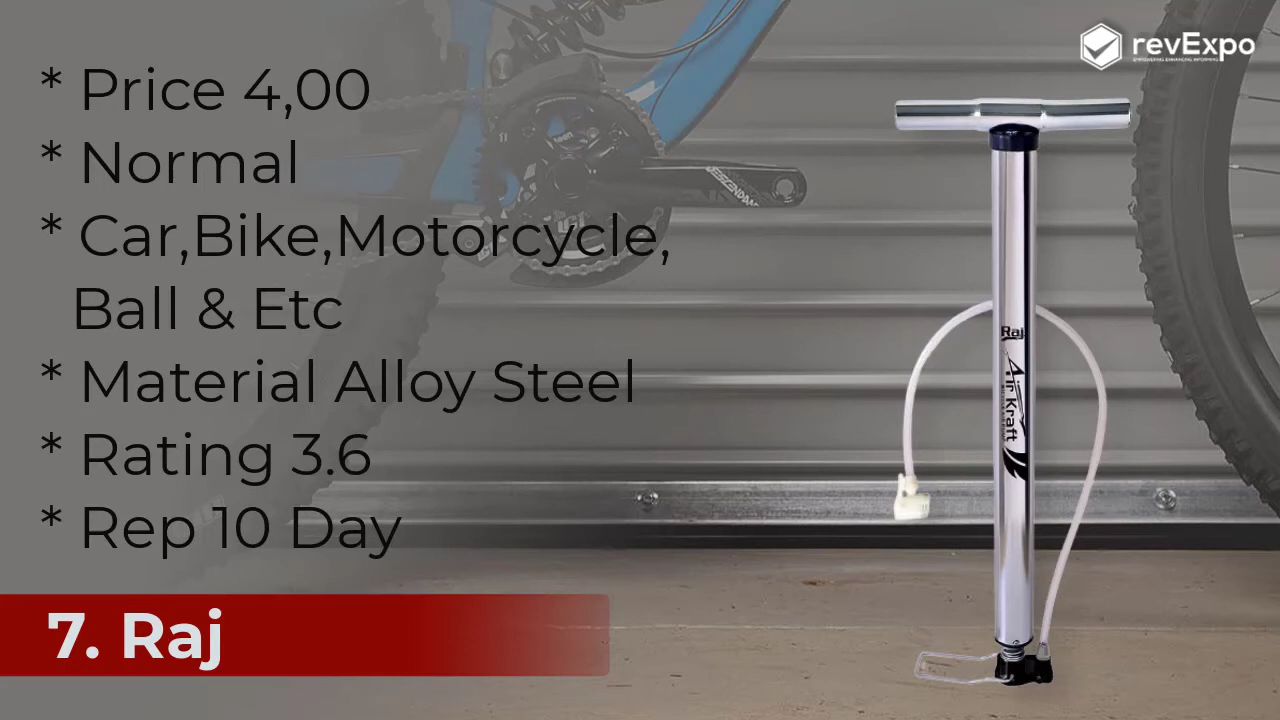 revExpo
* Price 4,00
* Normal
* Car,Bike,Motorcycle,
Ball & Etc
* Material Alloy Steel
* Rating 3.6
* Rep 10 Day
7. Raj
DESCENDANT
Raj
Air Kraft